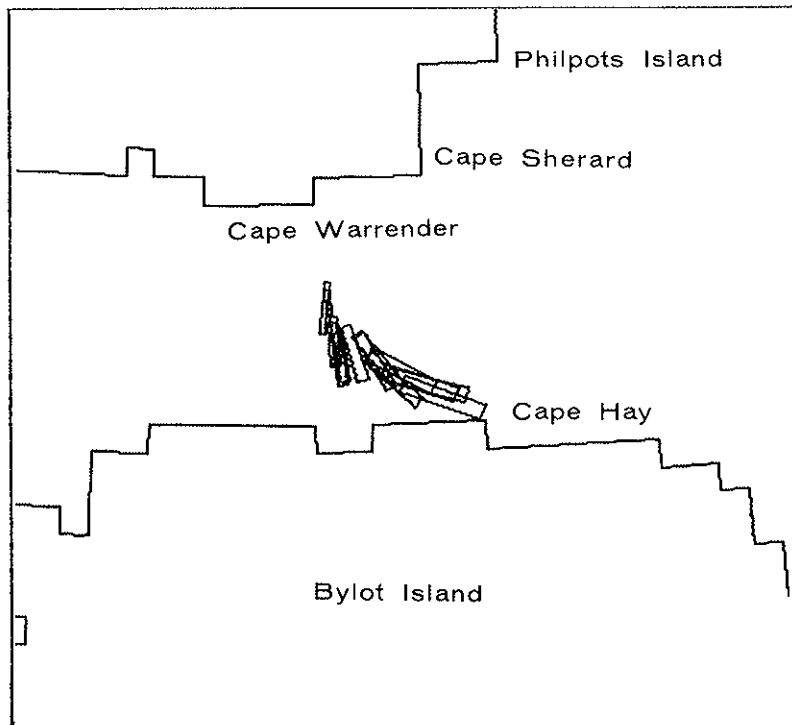 Philpots Island
Cape Sherard
Cape Warrender
Cape Hay
Bylot Island